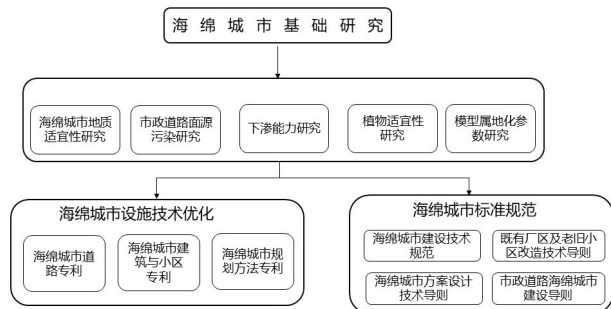 海绵城市基础研究
海绵城市地质
适宜性研究
市政道路面源
污染研究
下渗能力研究
植物适宜性
研究
模型属地化参
数研究
海绵城市设施技术优化
海绵城市道
路专利
海绵城市建
筑与小区
专利
海绵城市规
划方法专利
海绵城市标准规范
海绵城市建设技术
规范
既有厂区及老旧小
区改造技术导则
海绵城市方案设计
技术导则
市政道路海绵城市
建设导则